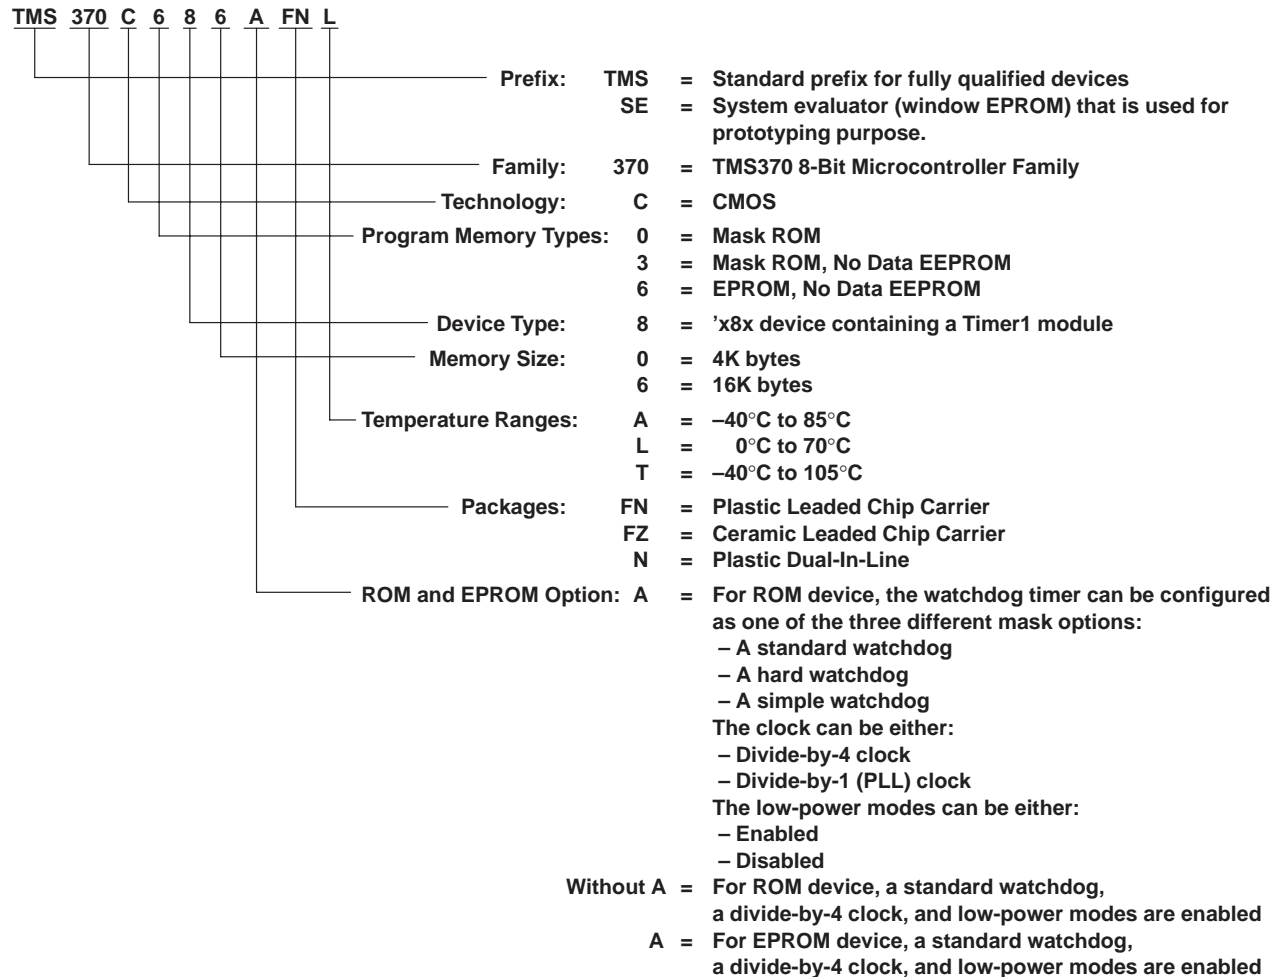 TMS 370 C 6 8 6 A FN L
Prefix: TMS = Standard prefix for fully qualified devices
SE = System evaluator (window EPROM) that is used for
prototyping purpose.
Family: 370 = TMS370 8-Bit Microcontroller Family
Technology: C = CMOS
Program Memory Types: 0 = Mask ROM
3 = Mask ROM, No Data EEPROM
6 = EPROM, No Data EEPROM
Device Type: 8 = ’x8x device containing a Timer1 module
Memory Size: 0 = 4K bytes
6 = 16K bytes
Temperature Ranges: A = –40°C to 85°C
L = 0°C to 70°C
T = –40°C to 105°C
Packages: FN = Plastic Leaded Chip Carrier
FZ = Ceramic Leaded Chip Carrier
N = Plastic Dual-In-Line
ROM and EPROM Option: A = For ROM device, the watchdog timer can be configured
as one of the three different mask options:
– A standard watchdog
– A hard watchdog
– A simple watchdog
The clock can be either:
– Divide-by-4 clock
– Divide-by-1 (PLL) clock
The low-power modes can be either:
– Enabled
– Disabled
Without A = For ROM device, a standard watchdog,
a divide-by-4 clock, and low-power modes are enabled
A = For EPROM device, a standard watchdog,
a divide-by-4 clock, and low-power modes are enabled